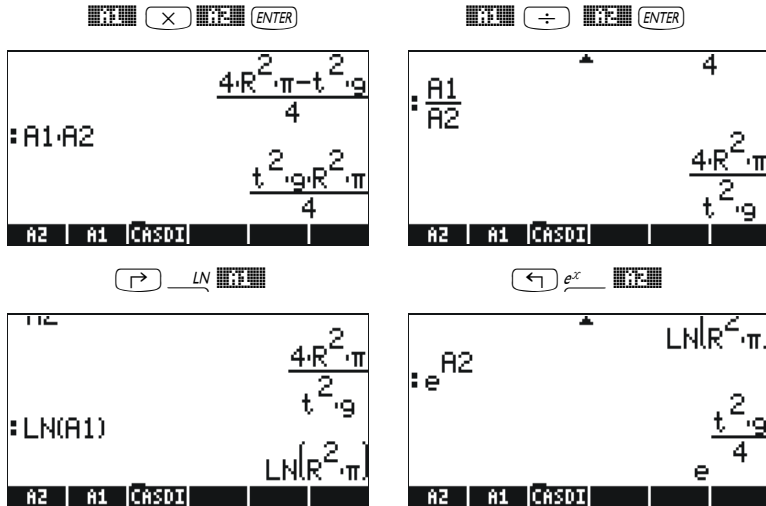 A1 × A2 ENTER
A1 ÷ A2 ENTER
4·R²·π-t²·g
4
:A1·A2
t²·g·R²·π
4
A2 A1 CASDI
4
:A1
A2
4·R²·π
t²·g
A2 A1 CASDI
LN A1
eˣ A2
A2
4·R²·π
t²·g
:LN(A1)
LN(R²·π)
A2 A1 CASDI
LN(R²·π)
:e^A2
t²·g
4
e
A2 A1 CASDI